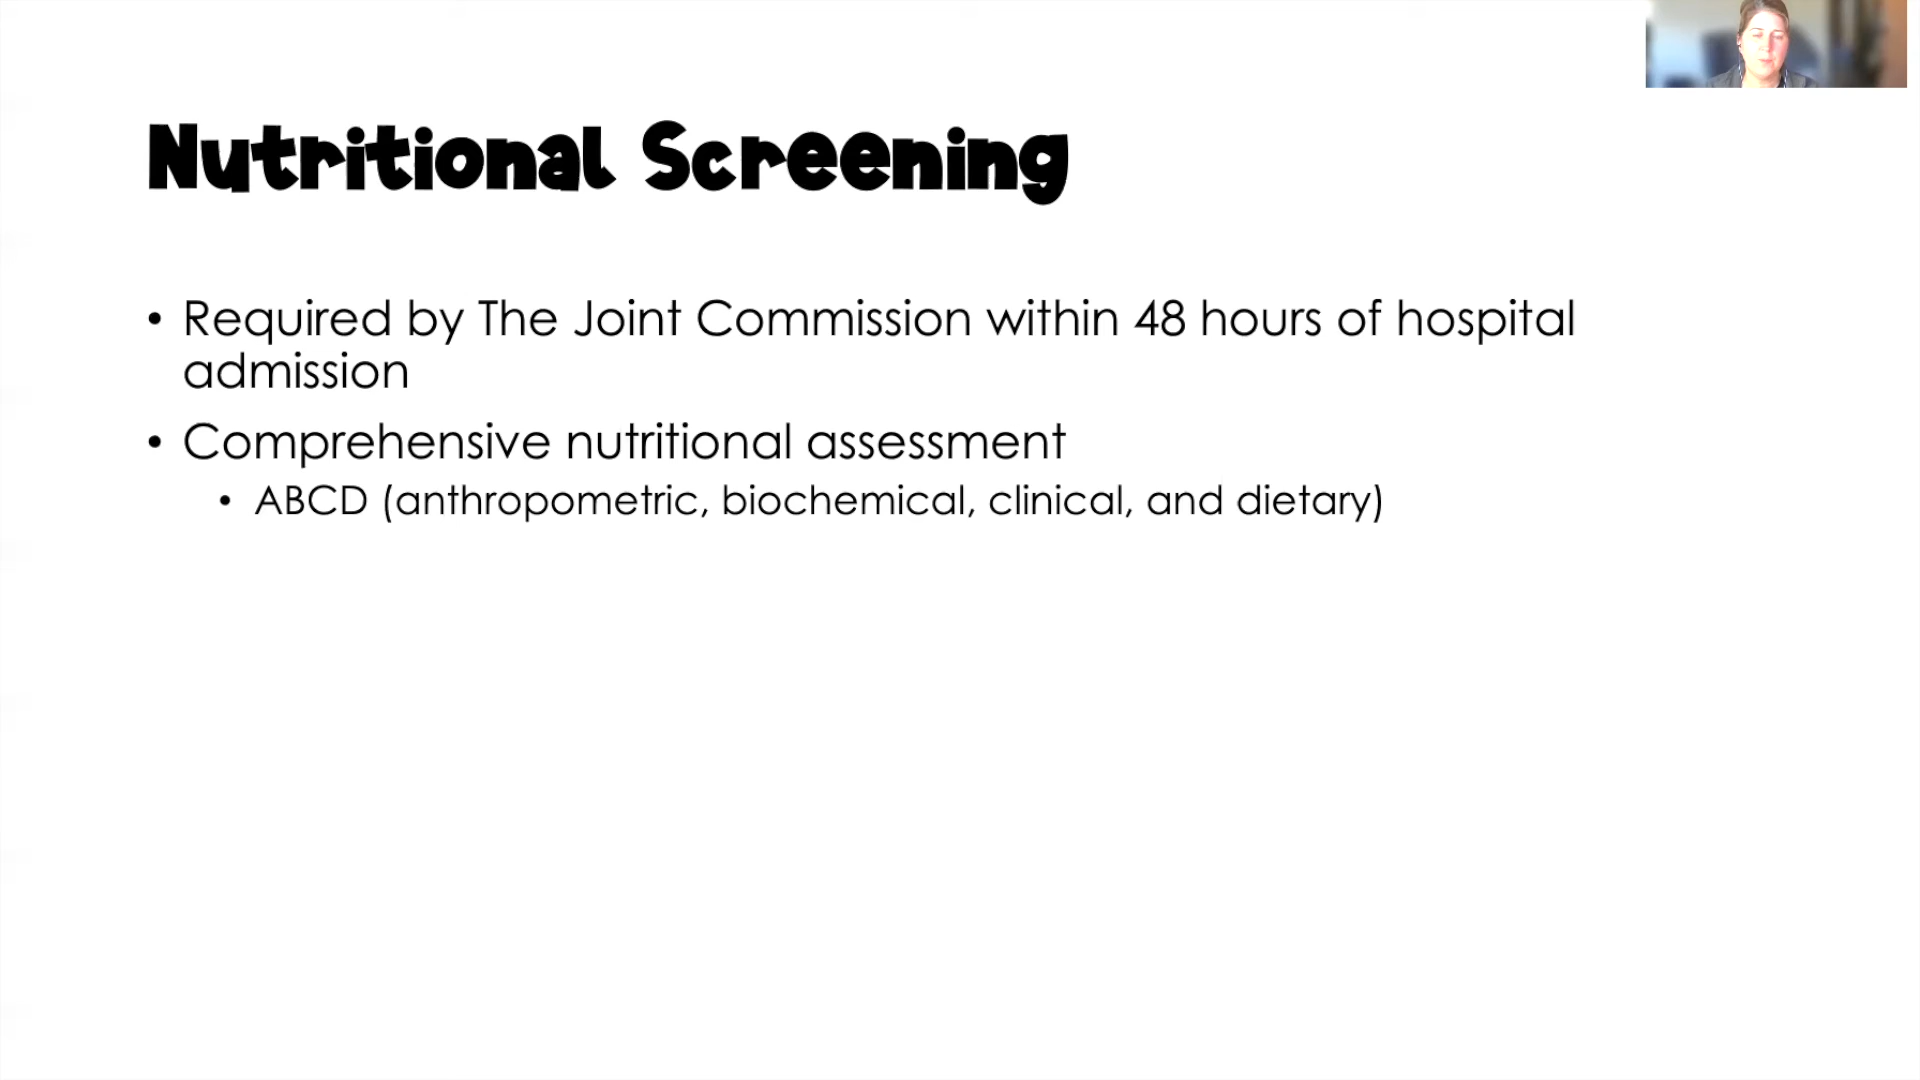 Nutritional Screening
• Required by The Joint Commission within 48 hours of hospital
admission
• Comprehensive nutritional assessment
• ABCD (anthropometric, biochemical, clinical, and dietary)